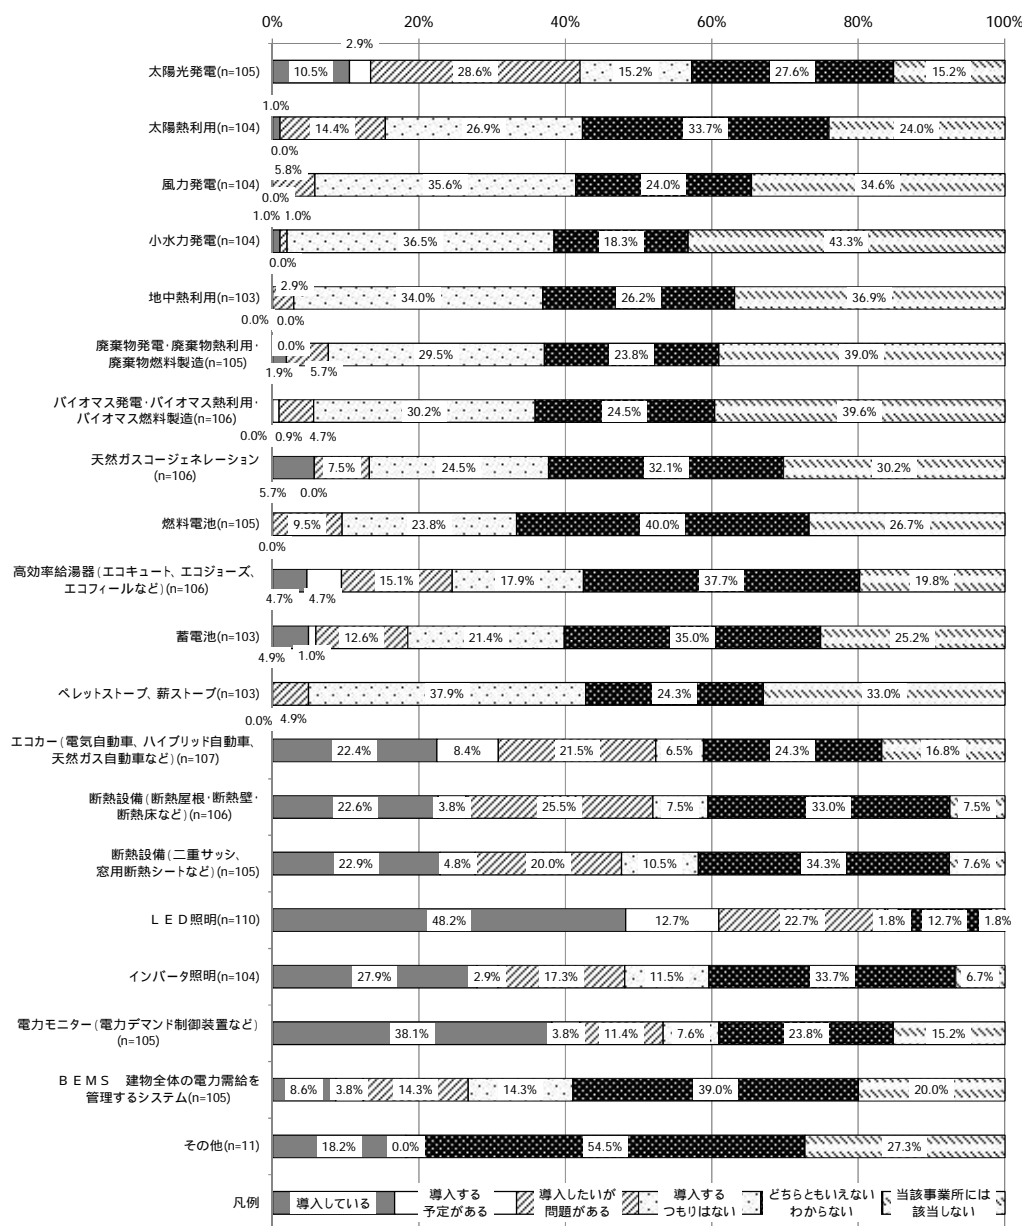 0% 20% 40% 60% 80% 100%
2.9%
太陽光発電(n=105) 10.5% 28.6% 15.2% 27.6% 15.2%
1.0%
太陽熱利用(n=104) 14.4% 26.9% 33.7% 24.0%
0.0%
5.8%
風力発電(n=104) 35.6% 24.0% 34.6%
0.0%
1.0% 1.0%
小水力発電(n=104) 36.5% 18.3% 43.3%
0.0%
2.9%
地中熱利用(n=103) 34.0% 26.2% 36.9%
0.0% 0.0%
廃棄物発電・廃棄物熱利用・
廃棄物燃料製造(n=105) 0.0% 29.5% 23.8% 39.0%
1.9% 5.7%
バイオマス発電・バイオマス熱利用・
バイオマス燃料製造(n=106) 30.2% 24.5% 39.6%
0.0% 0.9% 4.7%
天然ガスコージェネレーション
(n=106) 7.5% 24.5% 32.1% 30.2%
5.7% 0.0%
燃料電池(n=105) 9.5% 23.8% 40.0% 26.7%
0.0%
高効率給湯器(エコキュート、エコジョーズ、
エコフィールなど)(n=106) 15.1% 17.9% 37.7% 19.8%
4.7% 4.7%
蓄電池(n=103) 12.6% 21.4% 35.0% 25.2%
4.9% 1.0%
ペレットストーブ、薪ストーブ(n=103) 37.9% 24.3% 33.0%
0.0% 4.9%
エコカー(電気自動車、ハイブリッド自動車、
天然ガス自動車など)(n=107) 22.4% 8.4% 21.5% 6.5% 24.3% 16.8%
断熱設備(断熱屋根・断熱壁・
断熱床など)(n=106) 22.6% 3.8% 25.5% 7.5% 33.0% 7.5%
断熱設備(二重サッシ、
窓用断熱シートなど)(n=105) 22.9% 4.8% 20.0% 10.5% 34.3% 7.6%
ＬＥＤ照明(n=110) 48.2% 12.7% 22.7% 1.8% 12.7% 1.8%
インバータ照明(n=104) 27.9% 2.9% 17.3% 11.5% 33.7% 6.7%
電力モニター(電力デマンド制御装置など)
(n=105) 38.1% 3.8% 11.4% 7.6% 23.8% 15.2%
ＢＥＭＳ　建物全体の電力需給を
管理するシステム(n=105) 8.6% 3.8% 14.3% 14.3% 39.0% 20.0%
その他(n=11) 18.2% 0.0% 54.5% 27.3%
凡例 導入している 導入する
予定がある 導入したいが
問題がある 導入する
つもりはない どちらともいえない
わからない 当該事業所には
該当しない